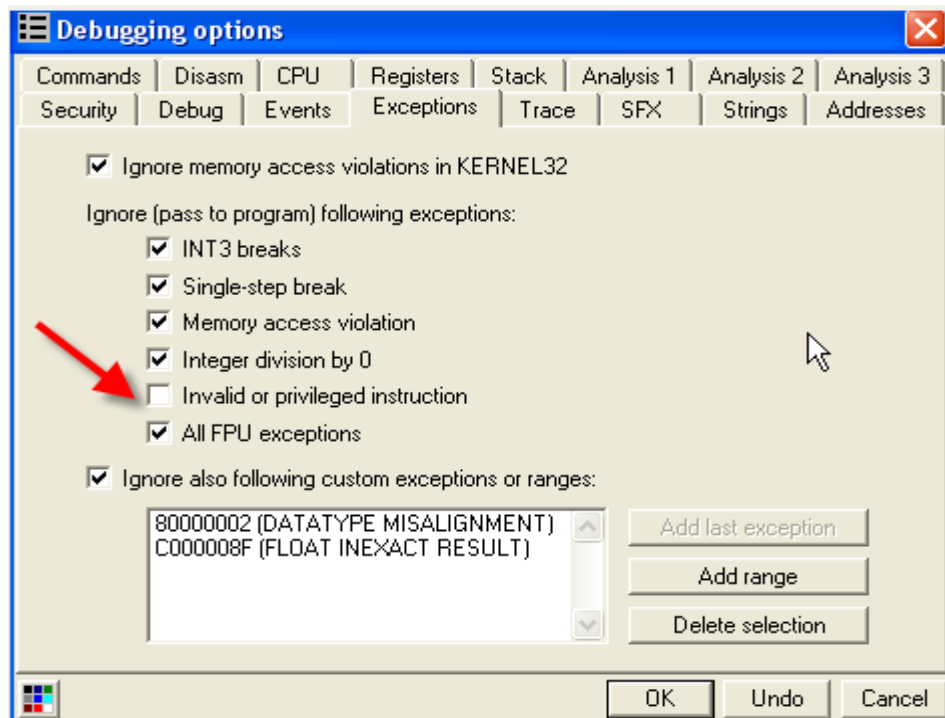 Debugging options
Commands Disasm CPU Registers Stack Analysis 1 Analysis 2 Analysis 3
Security Debug Events Exceptions Trace SFX Strings Addresses
Ignore memory access violations in KERNEL32
Ignore (pass to program) following exceptions:
INT3 breaks
Single-step break
Memory access violation
Integer division by 0
Invalid or privileged instruction
All FPU exceptions
Ignore also following custom exceptions or ranges:
80000002 (DATATYPE MISALIGNMENT)
C000008F (FLOAT INEXACT RESULT)
Add last exception
Add range
Delete selection
OK Undo Cancel